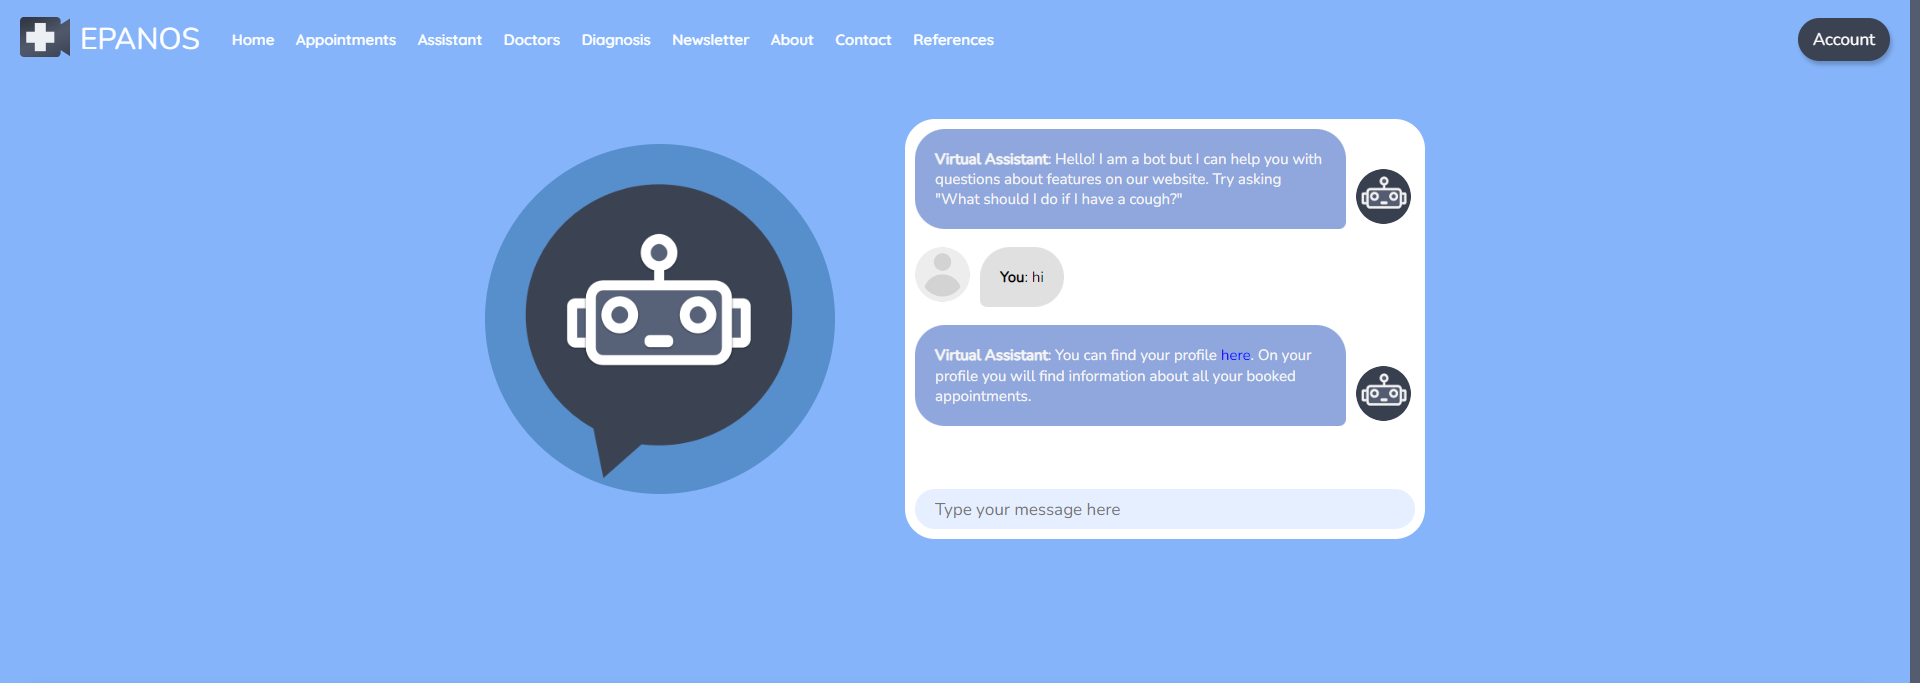 EPANOS
Home Appointments Assistant Doctors Diagnosis Newsletter About Contact References
Account
Virtual Assistant: Hello! I am a bot but I can help you with
questions about features on our website. Try asking
"What should I do if I have a cough?"
You: hi
Virtual Assistant: You can find your profile here. On your
profile you will find information about all your booked
appointments.
Type your message here